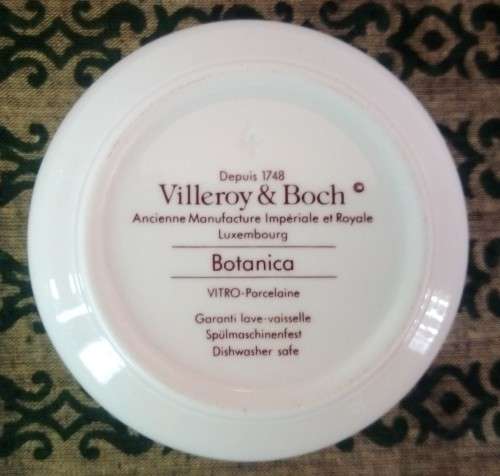 Depuis 1748
Villeroy & Boch ©
Ancienne Manufacture Impériale et Royale
Luxembourg
Botanica
VITRO-Porcelaine
Garanti lave-vaisselle
Spülmaschinenfest
Dishwasher safe